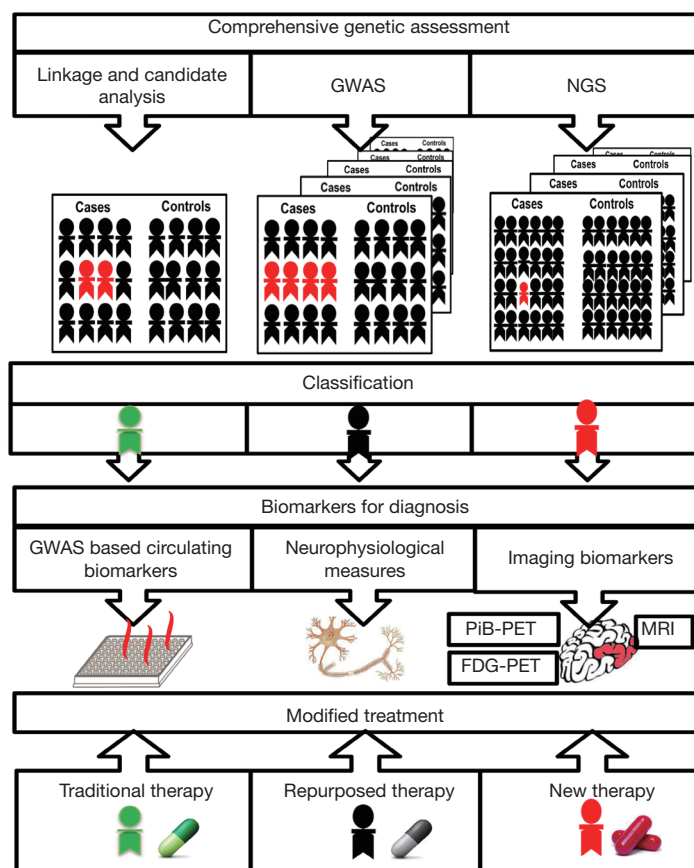 Comprehensive genetic assessment
Linkage and candidate
analysis
GWAS
NGS
Cases Controls
Cases Controls
Cases Controls
Cases Controls
Cases Controls
Cases Controls
Cases Controls
Cases Controls
Cases Controls
Cases Controls
Classification
Biomarkers for diagnosis
GWAS based circulating
biomarkers
Neurophysiological
measures
Imaging biomarkers
PiB-PET
MRI
FDG-PET
Modified treatment
Traditional therapy
Repurposed therapy
New therapy